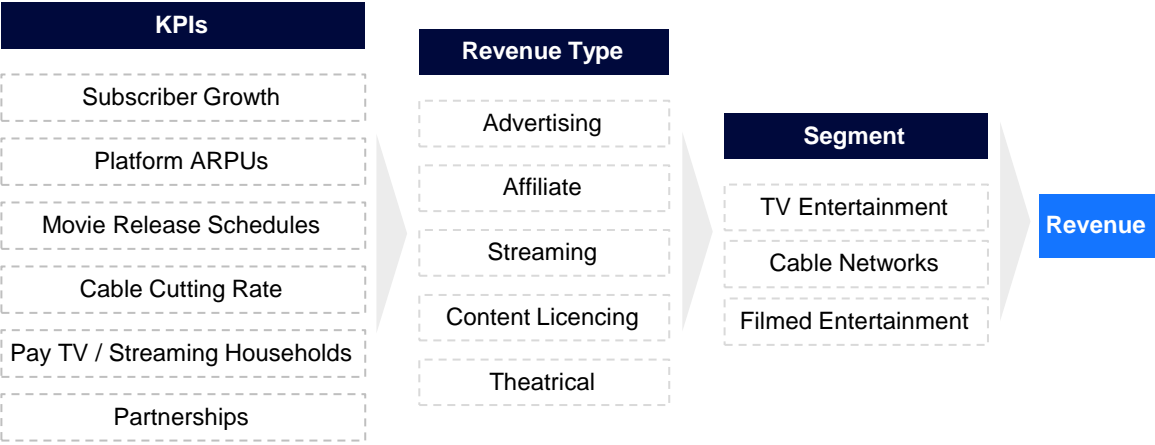 KPIs
Subscriber Growth
Platform ARPUs
Movie Release Schedules
Cable Cutting Rate
Pay TV / Streaming Households
Partnerships
Revenue Type
Advertising
Affiliate
Streaming
Content Licencing
Theatrical
Segment
TV Entertainment
Cable Networks
Filmed Entertainment
Revenue